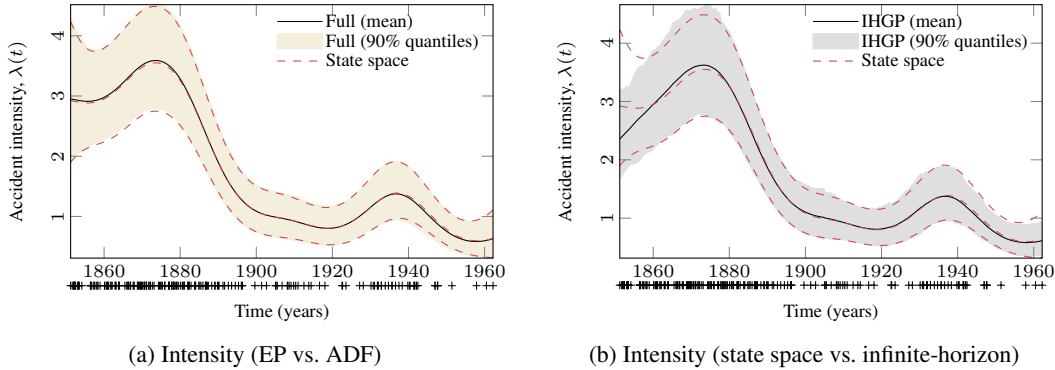 Accident intensity, λ(t)
4
3
2
1
Full (mean)
Full (90% quantiles)
State space
1860 1880 1900 1920 1940 1960
Time (years)
(a) Intensity (EP vs. ADF)
Accident intensity, λ(t)
4
3
2
1
IHGP (mean)
IHGP (90% quantiles)
State space
1860 1880 1900 1920 1940 1960
Time (years)
(b) Intensity (state space vs. infinite-horizon)